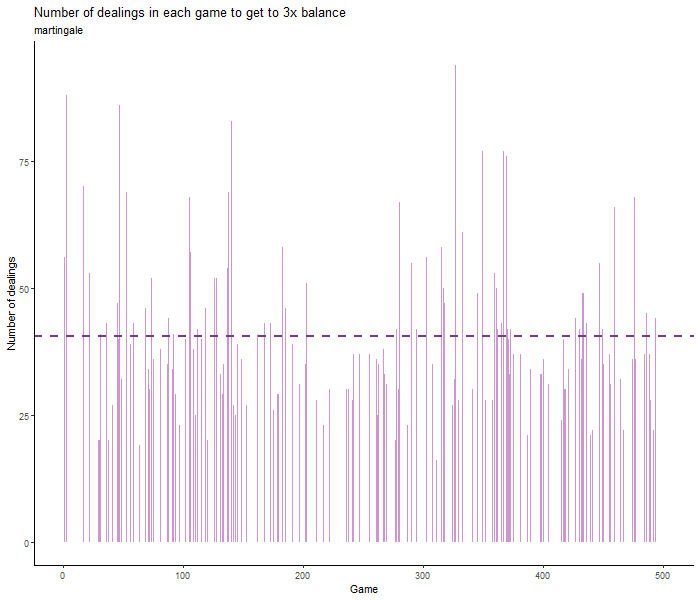 Number of dealings in each game to get to 3x balance
martingale
75
50
25
0
Number of dealings
0 100 200 300 400 500
Game